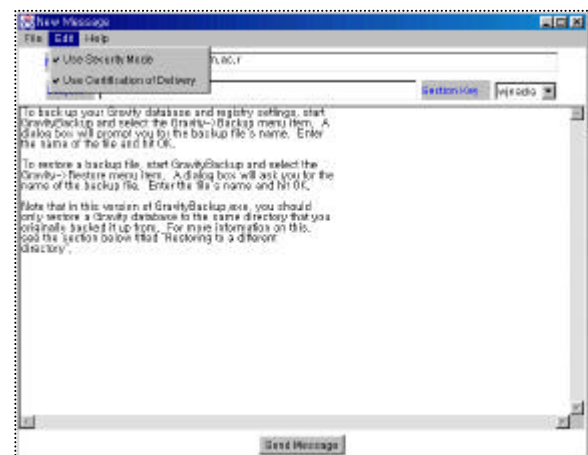 New Message
File Edit Help
✔ Use Security Mode
✔ Use Certification of Delivery
Key
To back up your Gravity database and registry settings, start
GravityBackup and select the Gravity->Backup menu item. A
dialog box will prompt you for the backup file's name. Enter
the name of the file and hit OK.
To restore a backup file, start GravityBackup and select the
Gravity->Restore menu item. A dialog box will ask you for the
name of the backup file. Enter the file's name and hit OK.
Note that in this version of GravityBackup.exe, you should
only restore a Gravity database to the same directory that you
originally backed it up from. For more information on this,
see the section below titled "Restoring to a different
directory".
Send Message